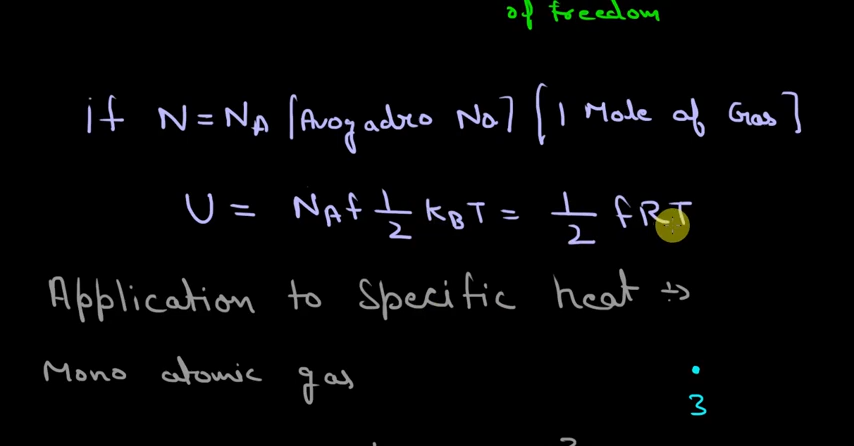 of freedom
if N = N_A [Avogadro No] [1 Mole of Gas]
U = N_A f 1/2 k_B T = 1/2 f R T
Application to specific heat :→
Mono atomic gas
3